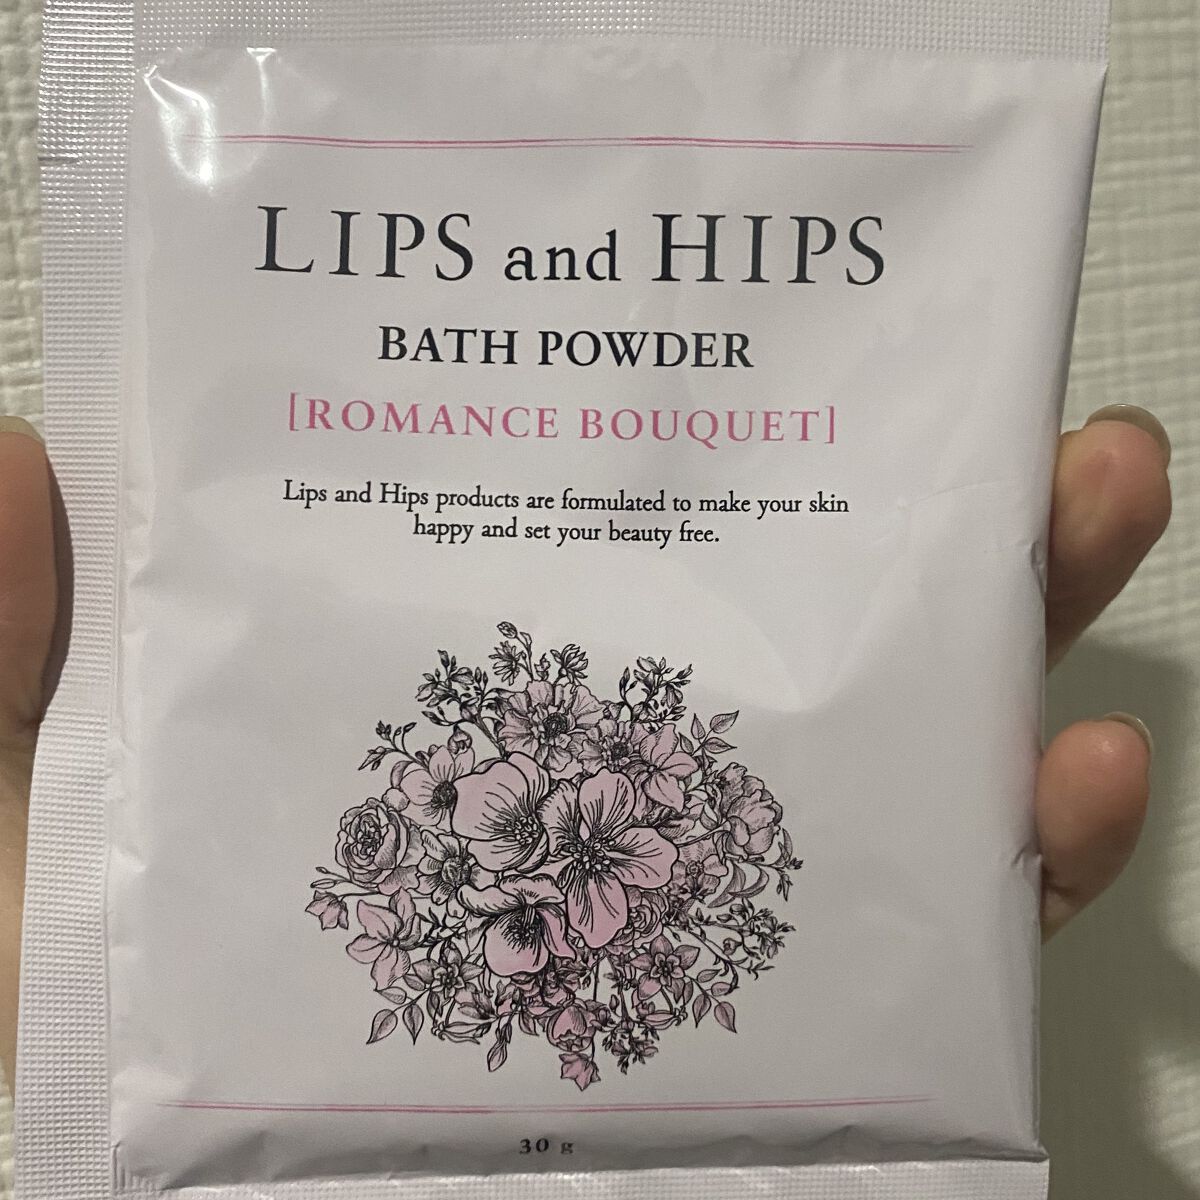 LIPS and HIPS
BATH POWDER
[ROMANCE BOUQUET]
Lips and Hips products are formulated to make your skin
happy and set your beauty free.
30 g